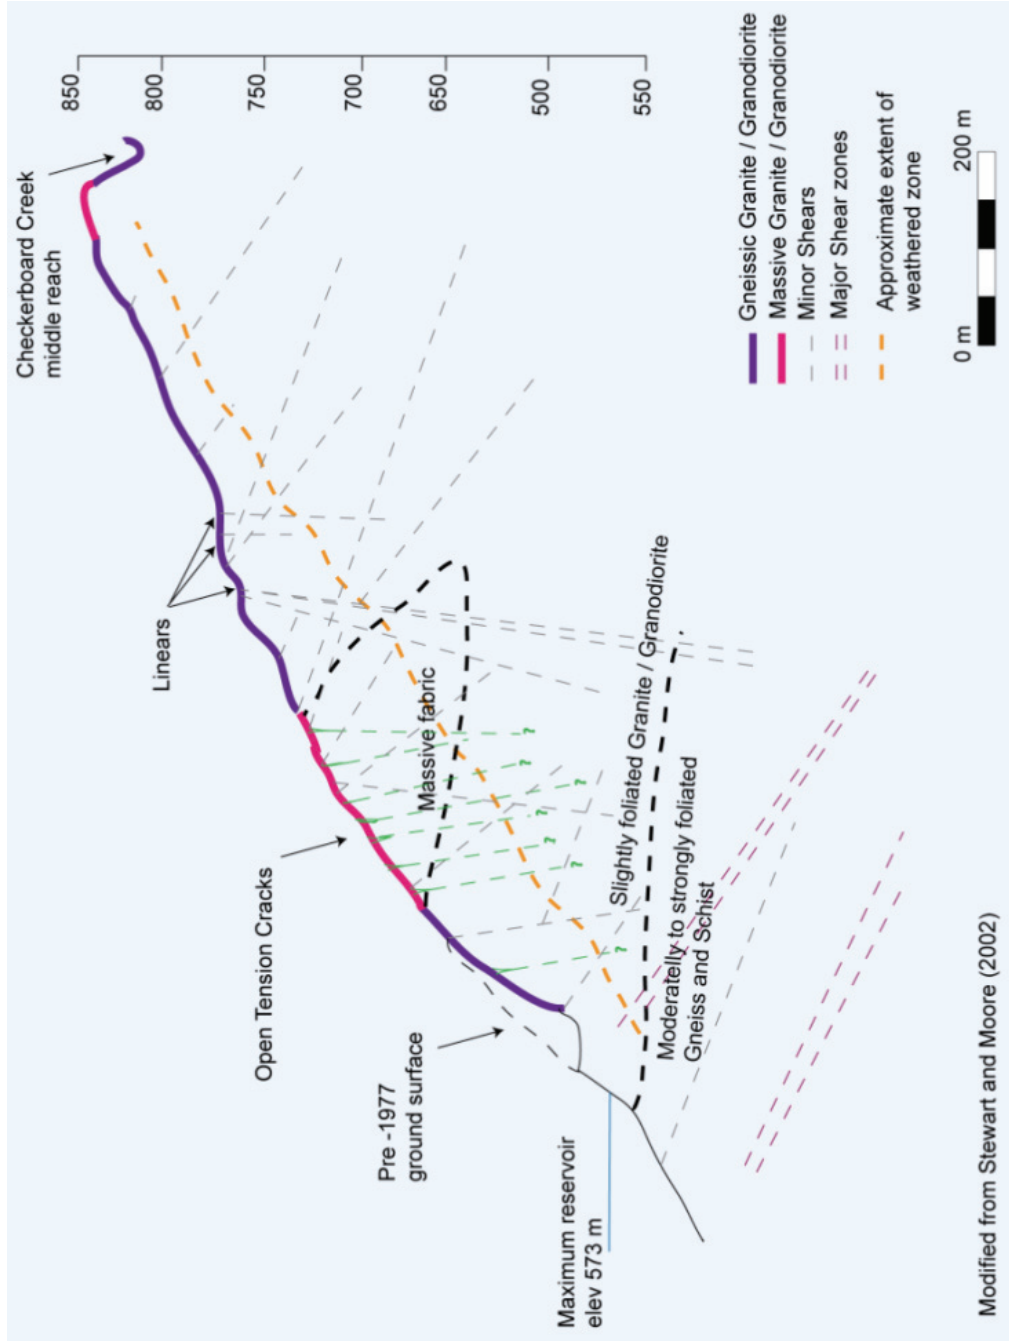 Checkerboard Creek
middle reach
850
800
750
700
650
500
550
Linears
Open Tension Cracks
Massive fabric
Pre -1977
ground surface
Slightly foliated Granite / Granodiorite
Moderatelly to strongly foliated
Gneiss and Schist
Maximum reservoir
elev 573 m
?
?
?
?
?
?
?
Gneissic Granite / Granodiorite
Massive Granite / Granodiorite
Minor Shears
Major Shear zones
Approximate extent of
weathered zone
0 m
200 m
Modified from Stewart and Moore (2002)